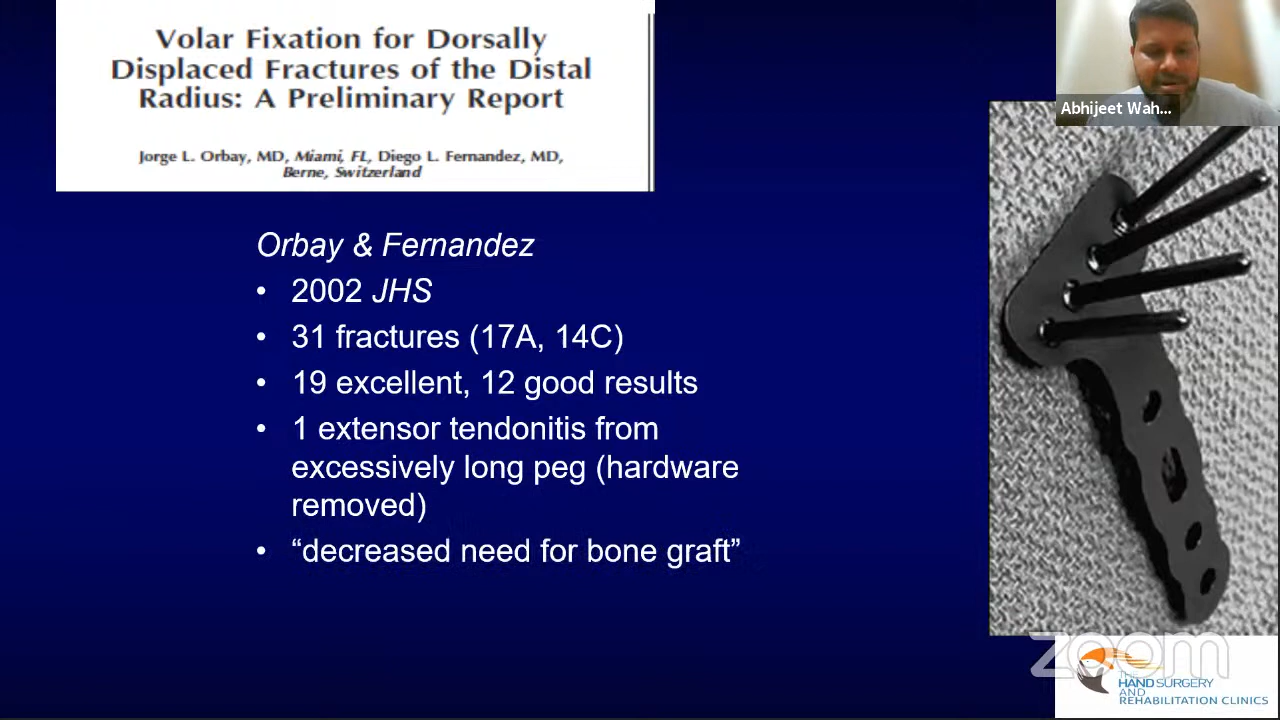 Volar Fixation for Dorsally
Displaced Fractures of the Distal
Radius: A Preliminary Report
Jorge L. Orbay, MD, Miami, FL, Diego L. Fernandez, MD,
Berne, Switzerland
Abhijeet Wah...
Orbay & Fernandez
• 2002 JHS
• 31 fractures (17A, 14C)
• 19 excellent, 12 good results
• 1 extensor tendonitis from
excessively long peg (hardware
removed)
• “decreased need for bone graft”
zoom
THE
HAND SURGERY
AND
REHABILITATION CLINICS